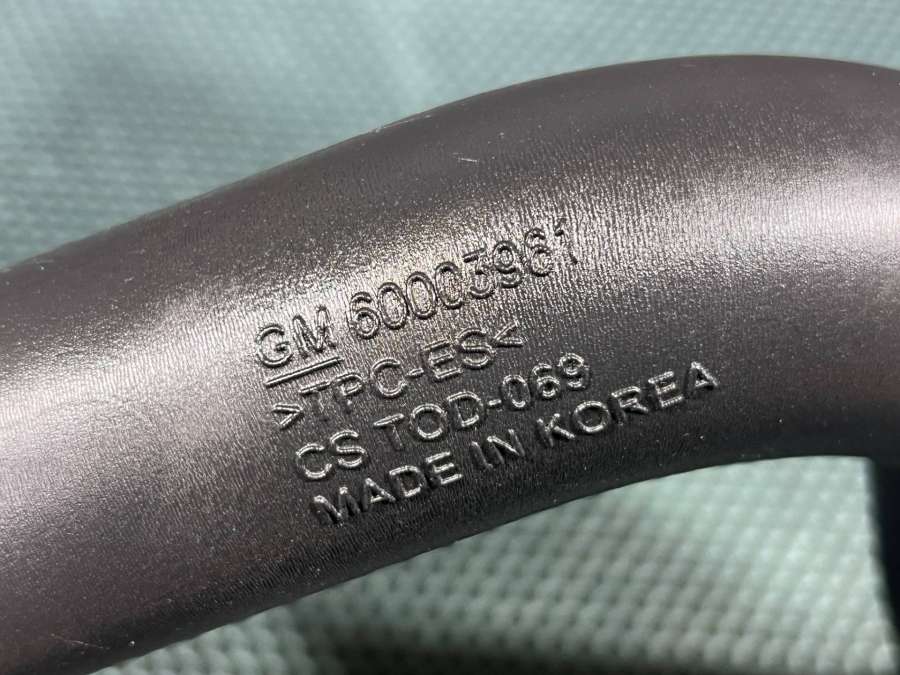 GM 60003961
>TPC-ES<
CS TOD-069
MADE IN KOREA